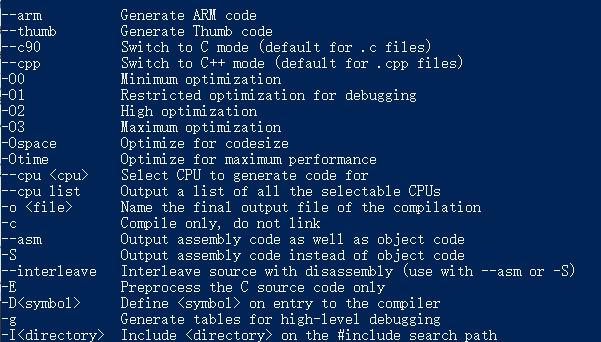 --arm Generate ARM code
--thumb Generate Thumb code
--c90 Switch to C mode (default for .c files)
--cpp Switch to C++ mode (default for .cpp files)
-O0 Minimum optimization
-O1 Restricted optimization for debugging
-O2 High optimization
-O3 Maximum optimization
-Ospace Optimize for codesize
-Otime Optimize for maximum performance
--cpu <cpu> Select CPU to generate code for
--cpu list Output a list of all the selectable CPUs
-o <file> Name the final output file of the compilation
-c Compile only, do not link
--asm Output assembly code as well as object code
-S Output assembly code instead of object code
--interleave Interleave source with disassembly (use with --asm or -S)
-E Preprocess the C source code only
-D<symbol> Define <symbol> on entry to the compiler
-g Generate tables for high-level debugging
-I<directory> Include <directory> on the #include search path